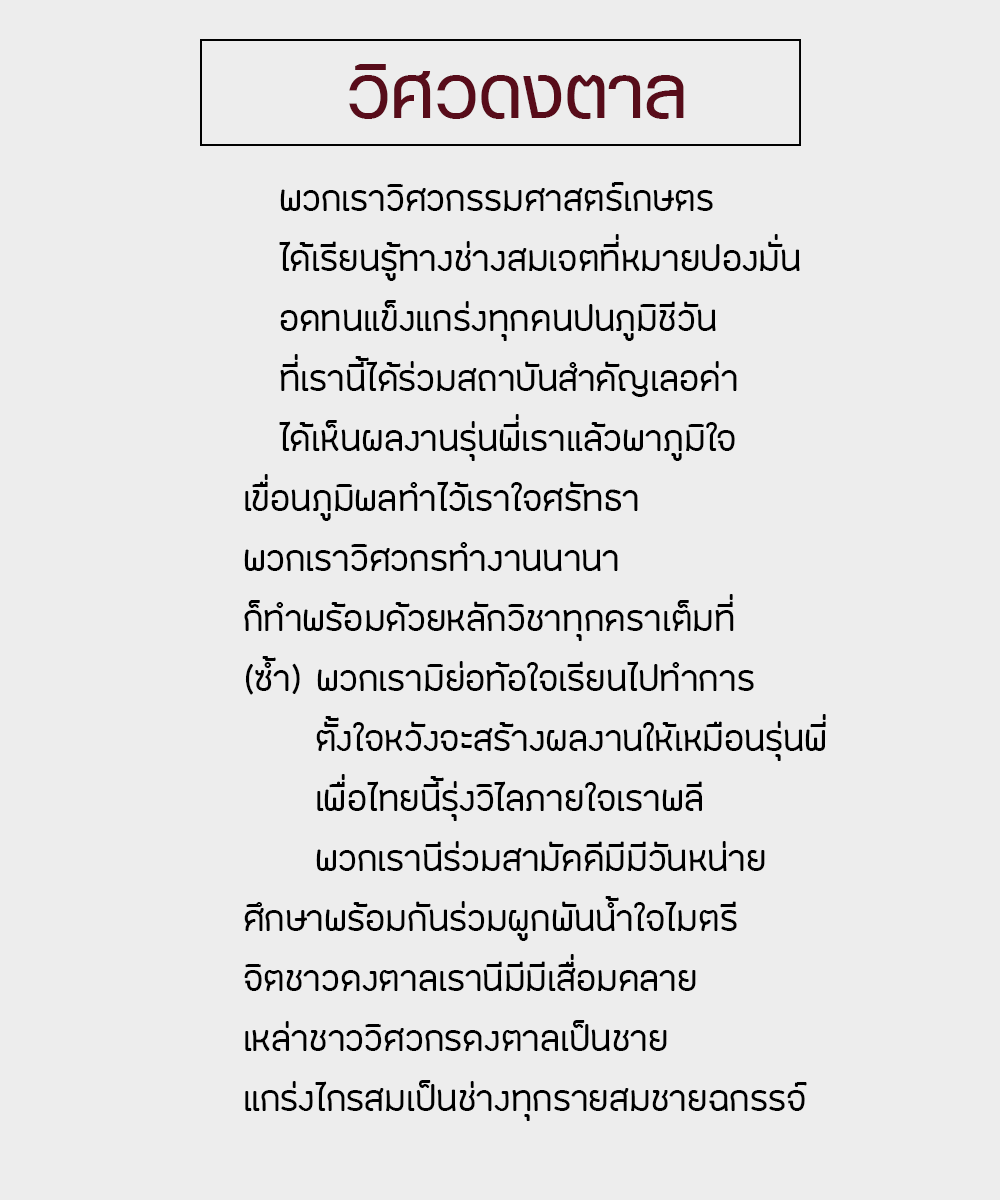 วิศวดงตาล
พวกเราวิศวกรรมศาสตร์เกษตร
ได้เรียนรู้ทางช่างสมเจตที่หมายปองมั่น
อดทนแข็งแกร่งทุกคนปนภูมิชีวัน
ที่เรานี้ได้ร่วมสถาบันสำคัญเลอค่า
ได้เห็นผลงานรุ่นพี่เราแล้วพาภูมิใจ
เขื่อนภูมิพลทำไว้เราใจศรัทธา
พวกเราวิศวกรทำงานนานา
ก็ทำพร้อมด้วยหลักวิชาทุกคราเต็มที่
(ซ้ำ) พวกเรามิย่อท้อใจเรียนไปทำการ
ตั้งใจหวังจะสร้างผลงานให้เหมือนรุ่นพี่
เพื่อไทยนี้รุ่งวิไลภายใจเราพลี
พวกเรานีร่วมสามัคคีมีมีวันหน่าย
ศึกษาพร้อมกันร่วมผูกพันน้ำใจไมตรี
จิตชาวดงตาลเรานีมีมีเสื่อมคลาย
เหล่าชาววิศวกรดงตาลเป็นชาย
แกร่งไกรสมเป็นช่างทุกรายสมชายฉกรรจ์